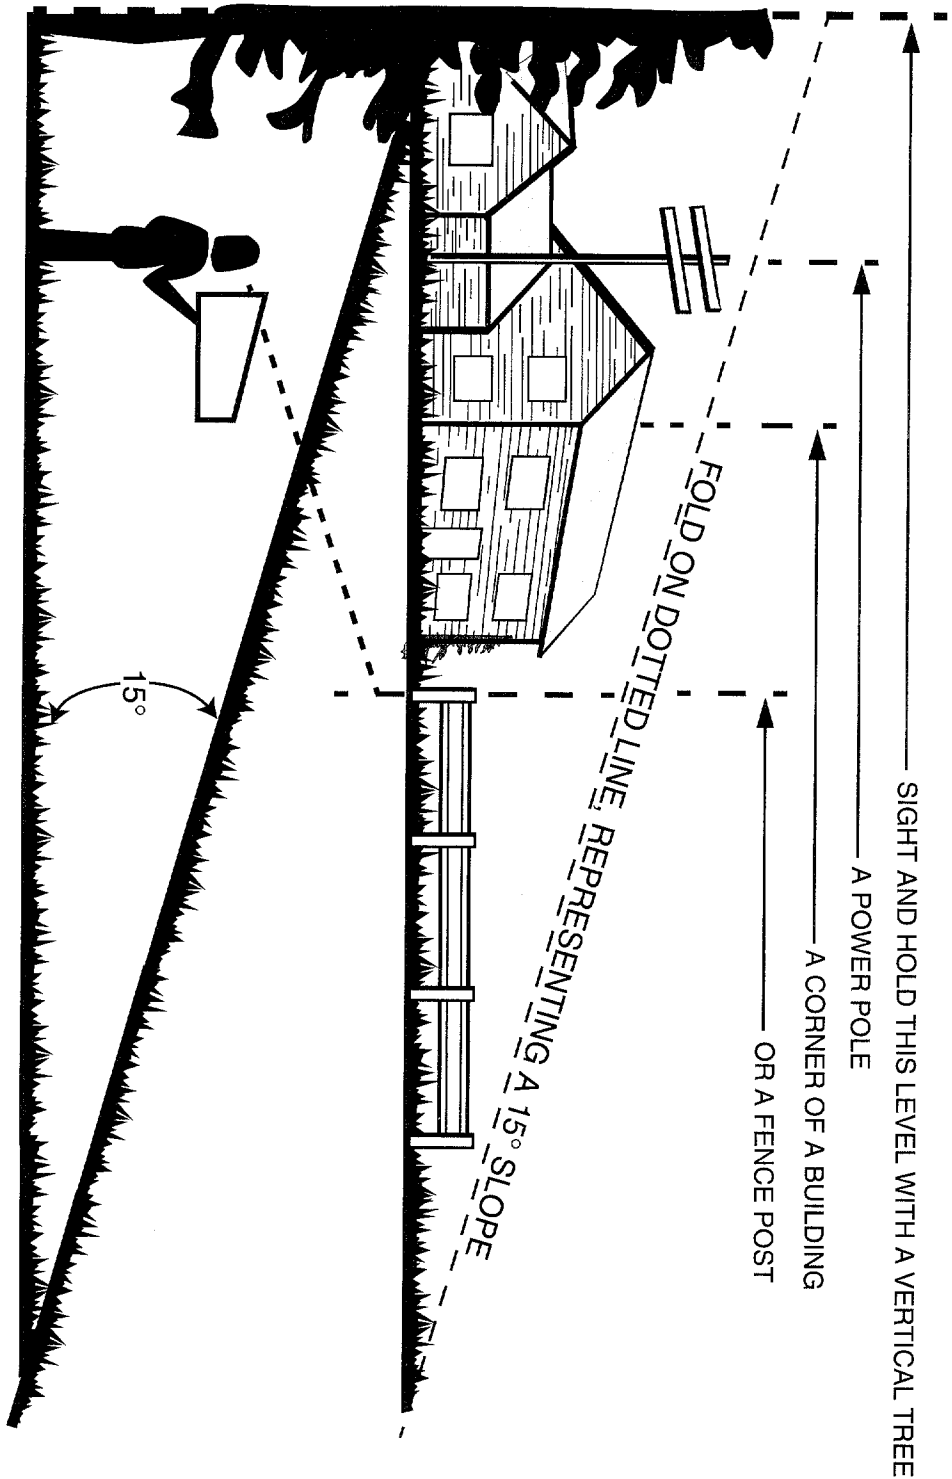 SIGHT AND HOLD THIS LEVEL WITH A VERTICAL TREE
A POWER POLE
A CORNER OF A BUILDING
OR A FENCE POST
FOLD ON DOTTED LINE, REPRESENTING A 15° SLOPE
15°